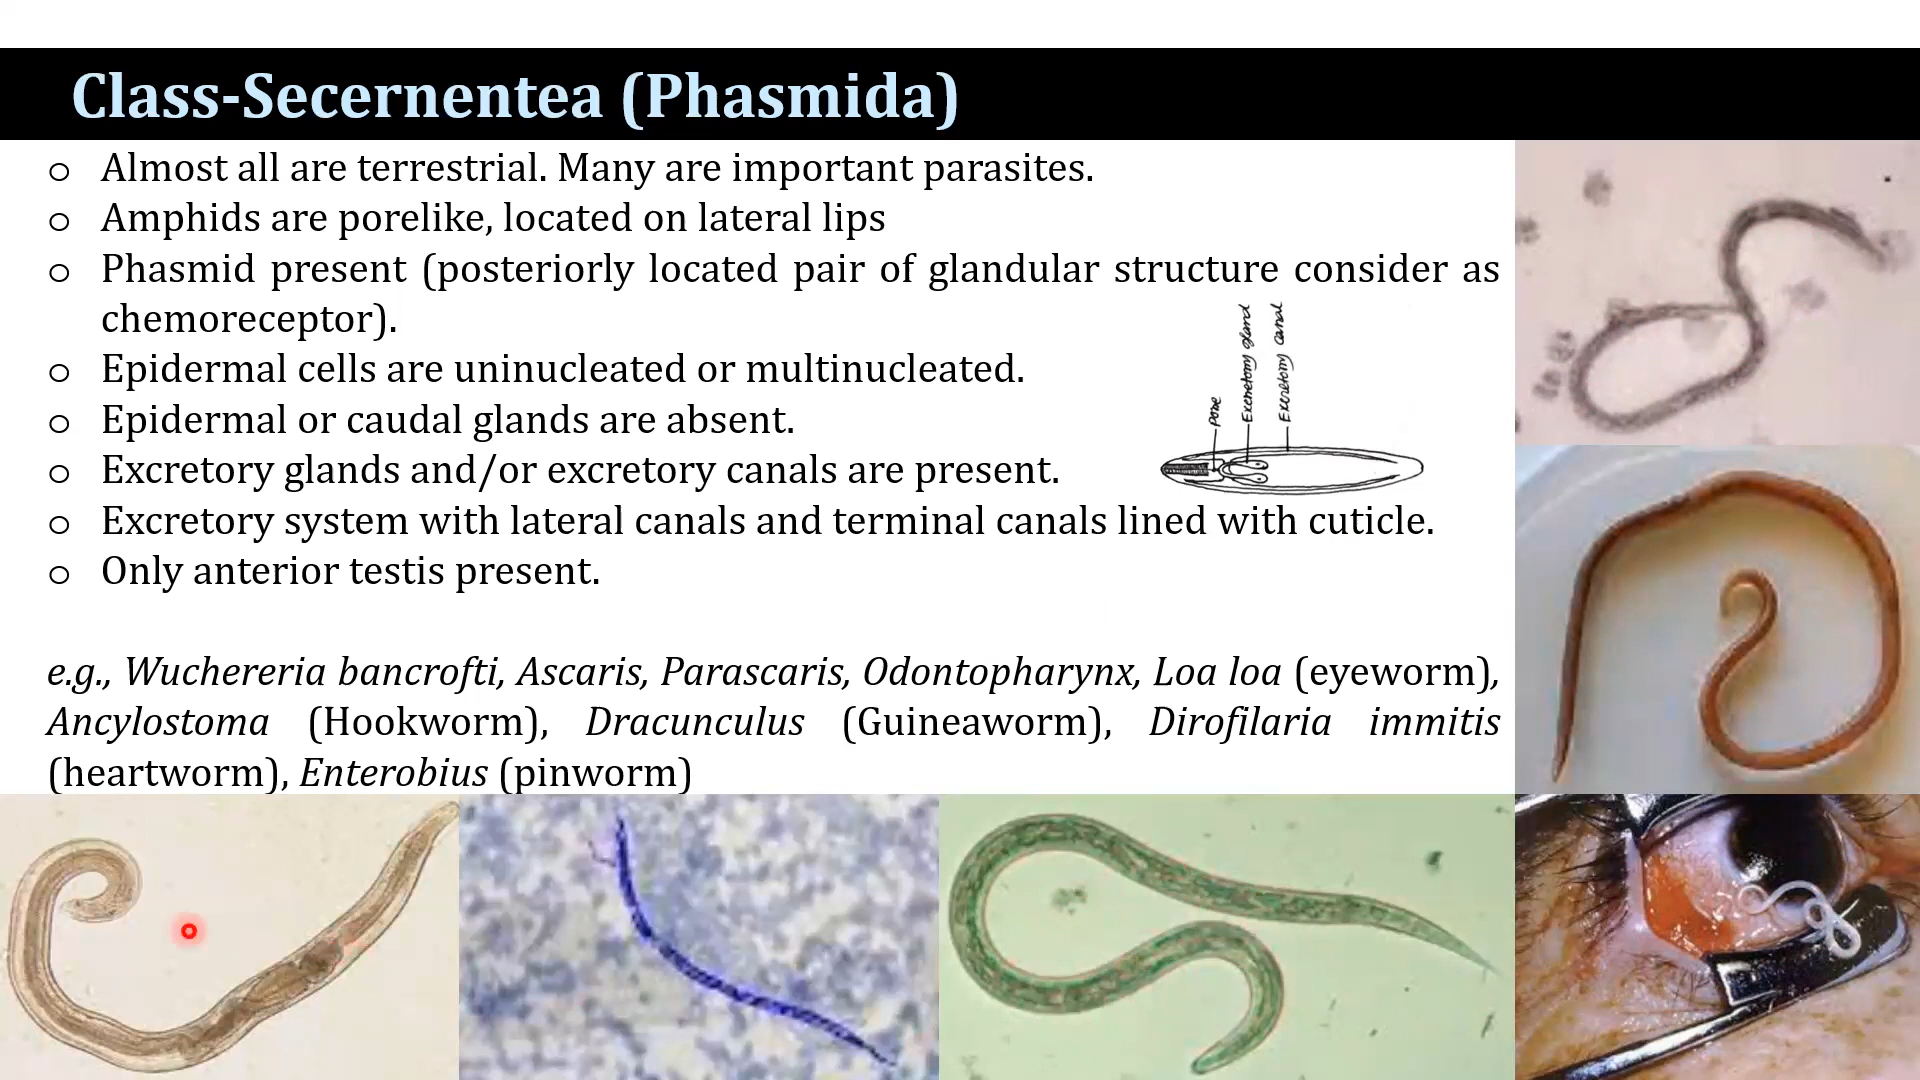 Class-Secernentea (Phasmida)
o Almost all are terrestrial. Many are important parasites.
o Amphids are porelike, located on lateral lips
o Phasmid present (posteriorly located pair of glandular structure consider as
chemoreceptor).
o Epidermal cells are uninucleated or multinucleated.
o Epidermal or caudal glands are absent.
o Excretory glands and/or excretory canals are present.
o Excretory system with lateral canals and terminal canals lined with cuticle.
o Only anterior testis present.
Pore
Excretory gland
Excretory canal
e.g., Wuchereria bancrofti, Ascaris, Parascaris, Odontopharynx, Loa loa (eyeworm),
Ancylostoma (Hookworm), Dracunculus (Guineaworm), Dirofilaria immitis
(heartworm), Enterobius (pinworm)